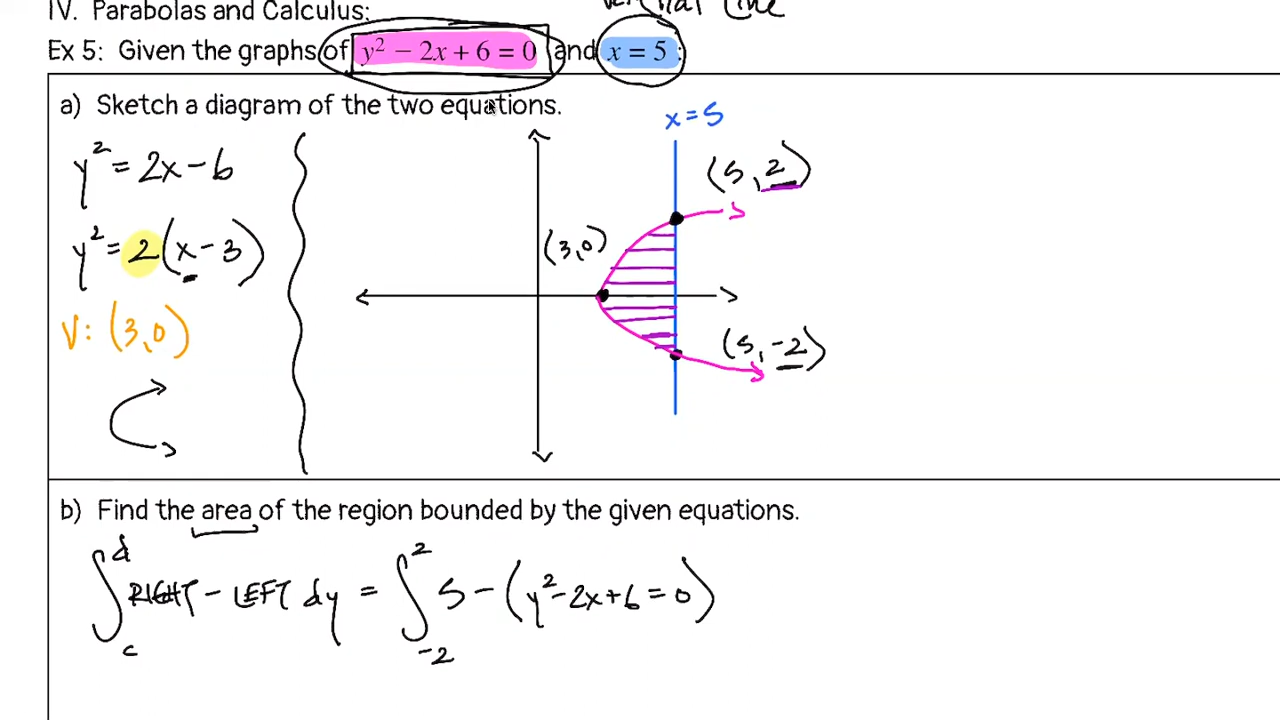 IV. Parabolas and Calculus:
line
Ex 5: Given the graphs of y² − 2x + 6 = 0 and x = 5 :
a) Sketch a diagram of the two equations.
x = 5
y² = 2x − 6
(5, 2)
y² = 2(x − 3)
(3,0)
V: (3,0)
(5, −2)
b) Find the area of the region bounded by the given equations.
∫ d c RIGHT − LEFT dy = ∫ 2 −2 5 − (y² − 2x + 6 = 0)